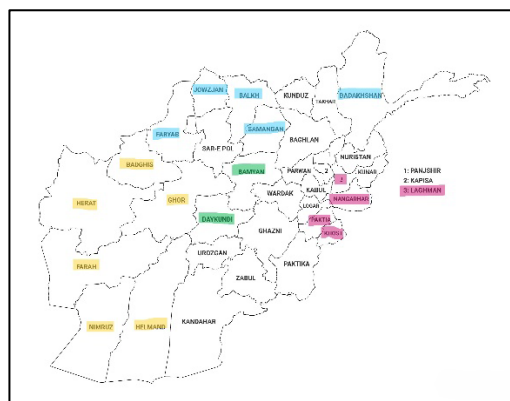 JOWZJAN
BALKH
KUNDUZ
TAKHAR
BADAKHSHAN
FARYAB
SAR-E POL
SAMANGAN
BAGHLAN
BADGHIS
BAMYAN
PARWAN
2
NURISTAN
KUNAR
1: PANJSHIR
2: KAPISA
3: LAGHMAN
HERAT
GHOR
WARDAK
KABUL
3
NANGARHAR
DAYKUNDI
LOGAR
PAKTIA
KHOST
GHAZNI
UROZGAN
FARAH
ZABUL
PAKTIKA
NIMRUZ
HELMAND
KANDAHAR